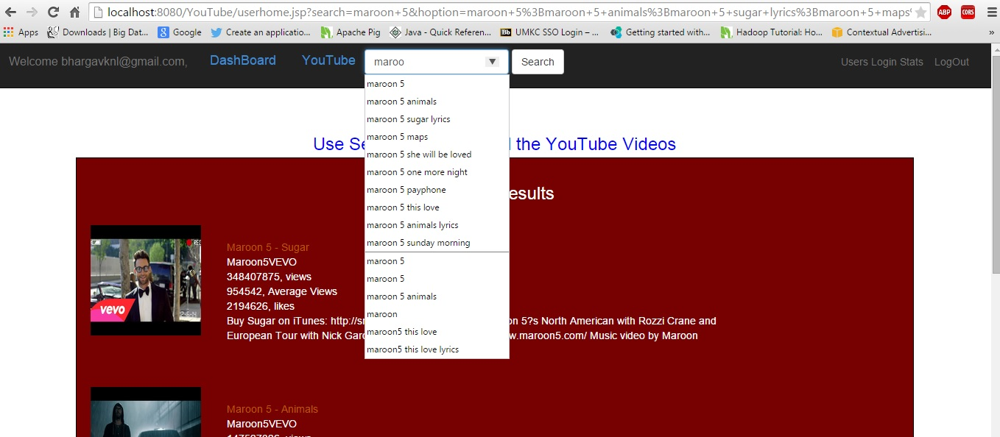 localhost:8080/YouTube/userhome.jsp?search=maroon+5&hoption=maroon+5%3Bmaroon+5+animals%3Bmaroon+5+sugar+lyrics%3Bmaroon+5+maps%
ABP CORS
Apps Downloads | Big Dat... Google Create an applicatio... Apache Pig Java - Quick Referen... Bb UMKC SSO Login – ... Getting started with... Hadoop Tutorial: Ho... Contextual Advertisi... »
Welcome bhargavknl@gmail.com, DashBoard YouTube maroo Search Users Login Stats LogOut
maroon 5
maroon 5 animals
maroon 5 sugar lyrics
maroon 5 maps
maroon 5 she will be loved
maroon 5 one more night
maroon 5 payphone
maroon 5 this love
maroon 5 animals lyrics
maroon 5 sunday morning
maroon 5
maroon 5
maroon 5 animals
maroon
maroon5 this love
maroon5 this love lyrics
Use Se the YouTube Videos
esults
REC
vevo
Maroon 5 - Sugar
Maroon5VEVO
348407875, views
954542, Average Views
2194626, likes
Buy Sugar on iTunes: http://sm on 5?s North American with Rozzi Crane and
European Tour with Nick Gard w.maroon5.com/ Music video by Maroon
Maroon 5 - Animals
Maroon5VEVO